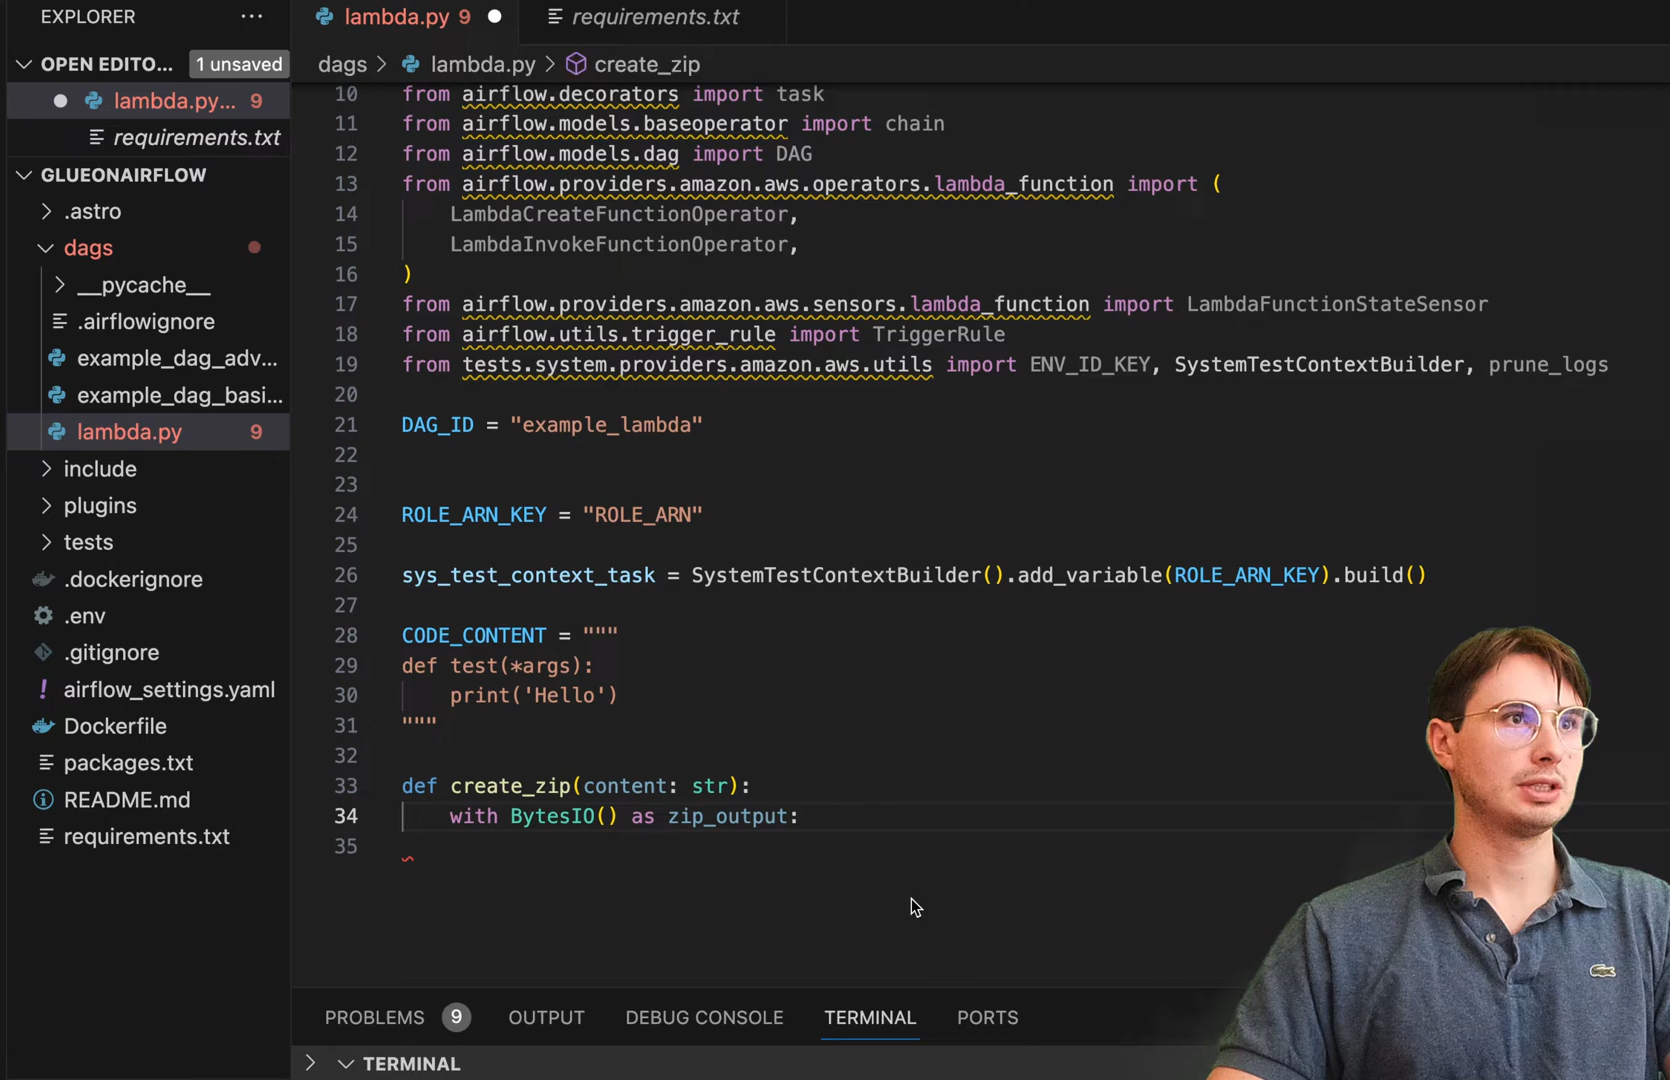 EXPLORER
OPEN EDITO... 1 unsaved
lambda.py... 9
requirements.txt
GLUEONAIRFLOW
.astro
dags
__pycache__
.airflowignore
example_dag_adv...
example_dag_basi...
lambda.py 9
include
plugins
tests
.dockerignore
.env
.gitignore
airflow_settings.yaml
Dockerfile
packages.txt
README.md
requirements.txt
lambda.py 9
requirements.txt
dags > lambda.py > create_zip
10 from airflow.decorators import task
11 from airflow.models.baseoperator import chain
12 from airflow.models.dag import DAG
13 from airflow.providers.amazon.aws.operators.lambda_function import (
14 LambdaCreateFunctionOperator,
15 LambdaInvokeFunctionOperator,
16 )
17 from airflow.providers.amazon.aws.sensors.lambda_function import LambdaFunctionStateSensor
18 from airflow.utils.trigger_rule import TriggerRule
19 from tests.system.providers.amazon.aws.utils import ENV_ID_KEY, SystemTestContextBuilder, prune_logs
20
21 DAG_ID = "example_lambda"
22
23
24 ROLE_ARN_KEY = "ROLE_ARN"
25
26 sys_test_context_task = SystemTestContextBuilder().add_variable(ROLE_ARN_KEY).build()
27
28 CODE_CONTENT = """
29 def test(*args):
30 print('Hello')
31 """
32
33 def create_zip(content: str):
34 with BytesIO() as zip_output:
35
PROBLEMS 9 OUTPUT DEBUG CONSOLE TERMINAL PORTS
TERMINAL